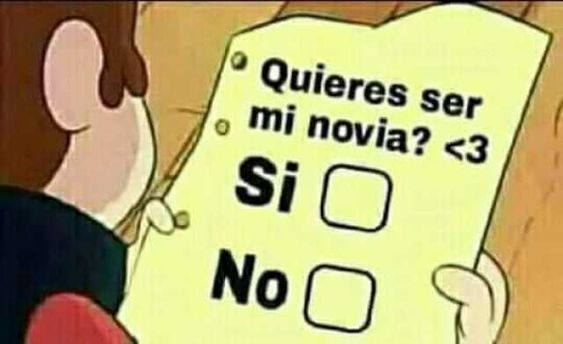 Quieres ser
mi novia? <3
Si
No